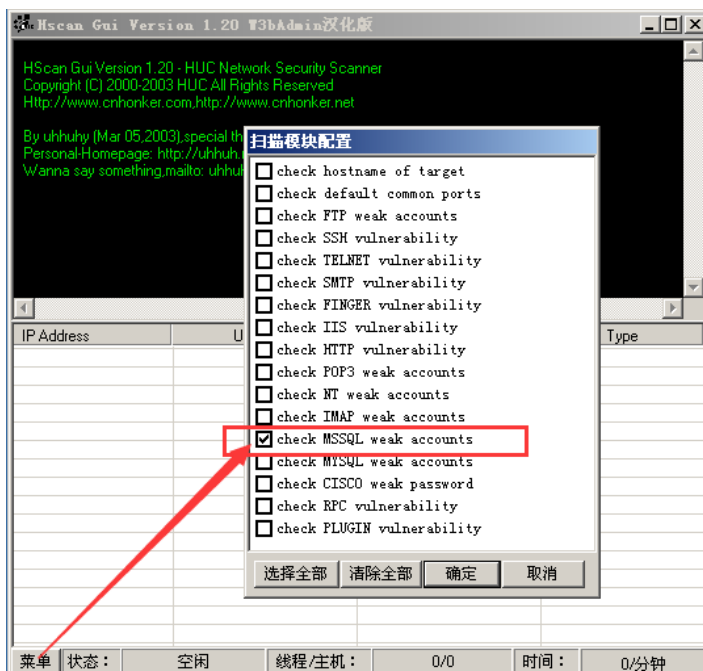 Hscan Gui Version 1.20 W3bAdmin汉化版
HScan Gui Version 1.20 - HUC Network Security Scanner
Copyright (C) 2000-2003 HUC All Rights Reserved
Http://www.cnhonker.com,http://www.cnhonker.net
By uhhuhy (Mar 05,2003),special th
Personal-Homepage: http://uhhuh.
Wanna say something,mailto: uhhu
扫描模块配置
check hostname of target
check default common ports
check FTP weak accounts
check SSH vulnerability
check TELNET vulnerability
check SMTP vulnerability
check FINGER vulnerability
check IIS vulnerability
check HTTP vulnerability
check POP3 weak accounts
check NT weak accounts
check IMAP weak accounts
check MSSQL weak accounts
check MYSQL weak accounts
check CISCO weak password
check RPC vulnerability
check PLUGIN vulnerability
选择全部 清除全部 确定 取消
IP Address U Type
菜单 状态： 空闲 线程/主机： 0/0 时间： 0/分钟